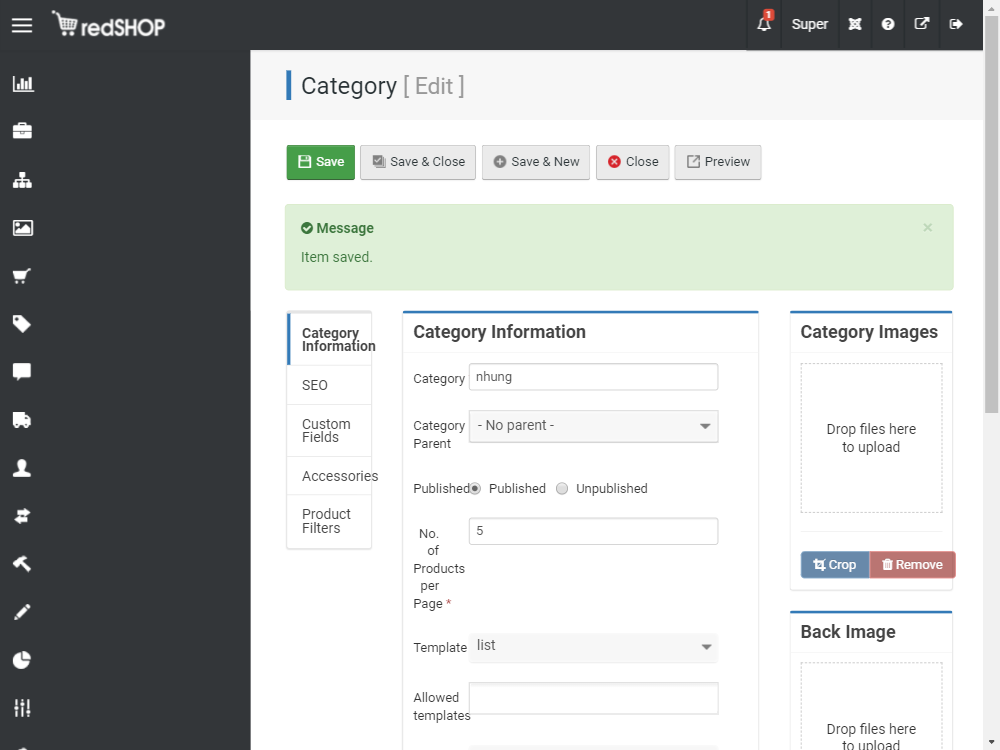 redSHOP
1
Super
Category [ Edit ]
Save
Save & Close
Save & New
Close
Preview
Message
×
Item saved.
Category
Information
SEO
Custom
Fields
Accessories
Product
Filters
Category Information
Category
nhung
Category
Parent
- No parent -
Published
Published
Unpublished
No.
of
Products
per
Page *
5
Template
list
Allowed
templates
Category Images
Drop files here
to upload
Crop
Remove
Back Image
Drop files here
to upload